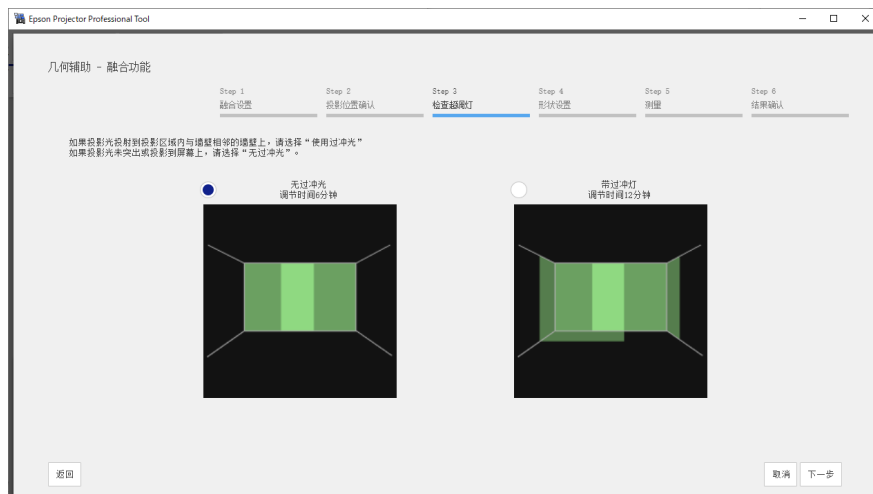 Epson Projector Professional Tool
几何辅助 - 融合功能
Step 1
融合设置
Step 2
投影位置确认
Step 3
检查超调灯
Step 4
形状设置
Step 5
测量
Step 6
结果确认
如果投影光投射到投影区域内与墙壁相邻的墙壁上，请选择“使用过冲光”
如果投影光未突出或投影到屏幕上，请选择“无过冲光”。
无过冲光
调节时间6分钟
带过冲灯
调节时间12分钟
返回
取消
下一步